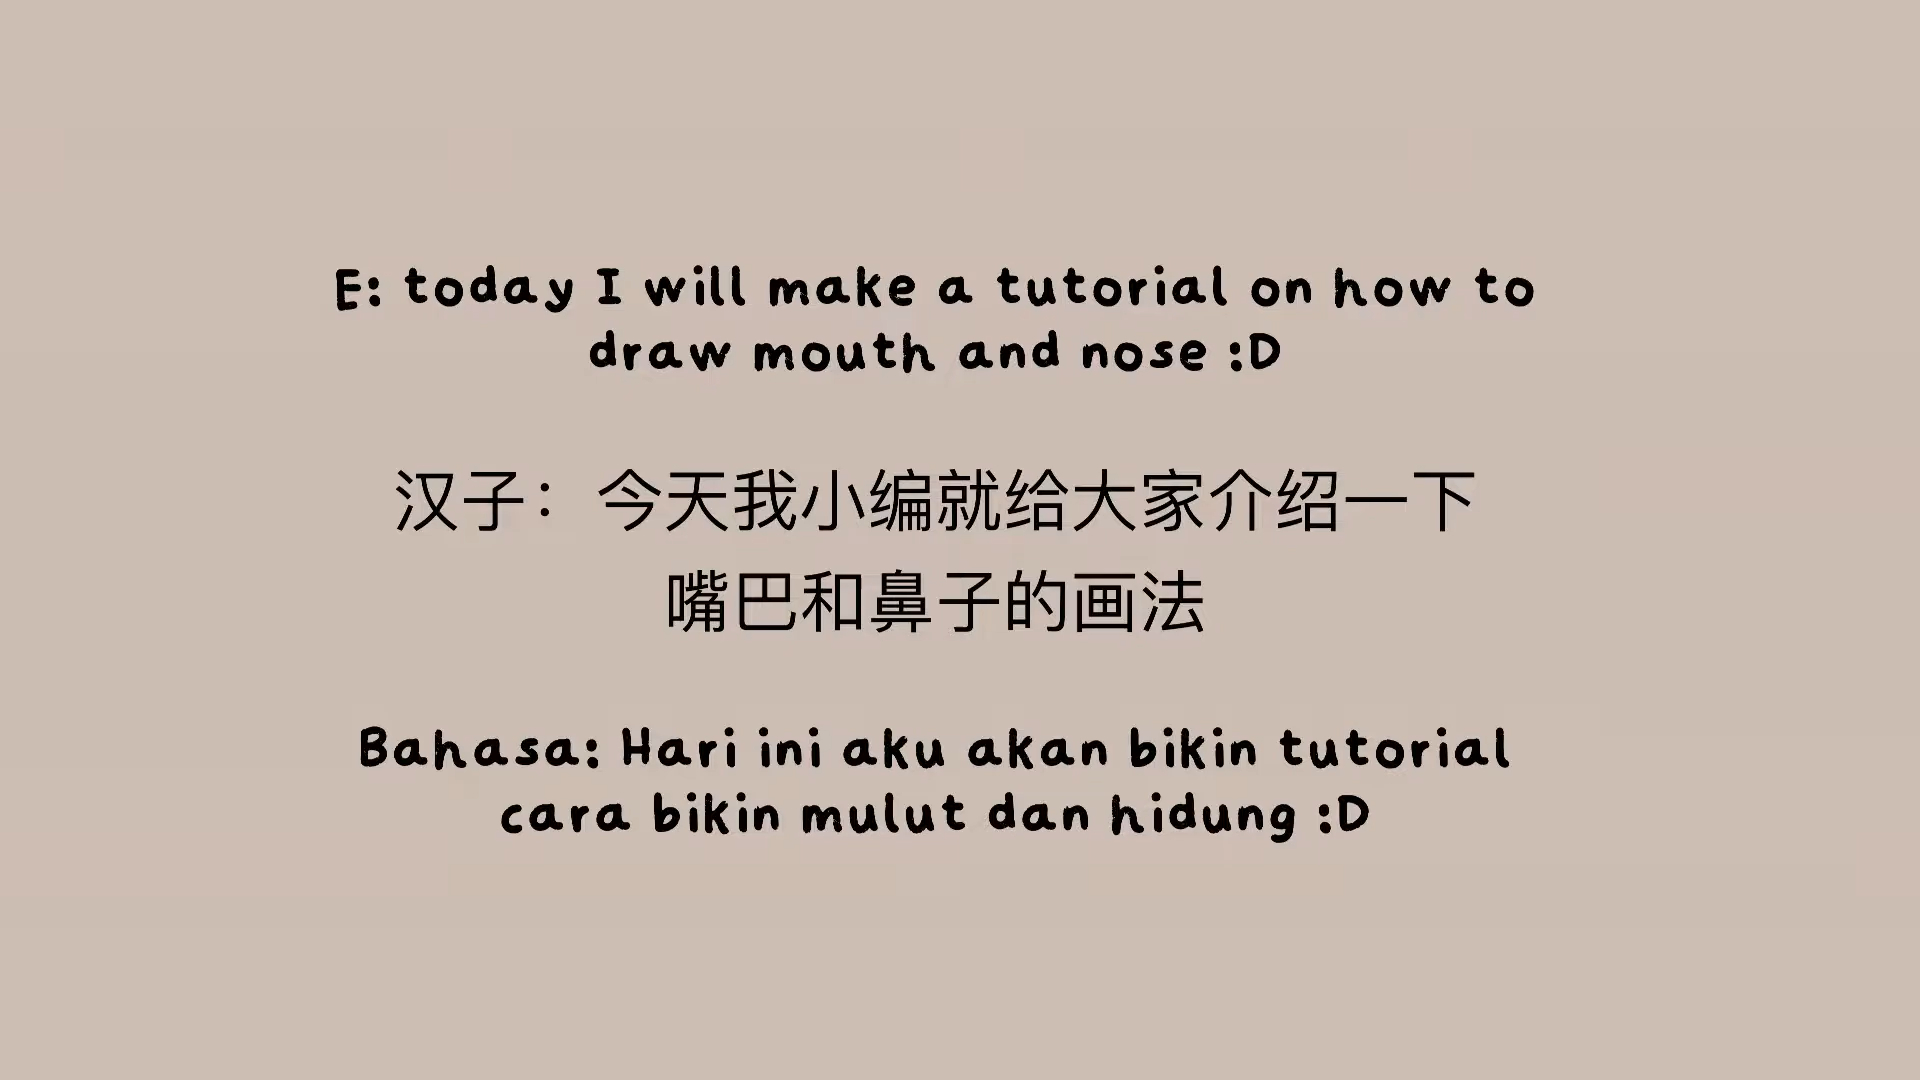 E: today I will make a tutorial on how to
draw mouth and nose :D
汉子：今天我小编就给大家介绍一下
嘴巴和鼻子的画法
Bahasa: Hari ini aku akan bikin tutorial
cara bikin mulut dan hidung :D